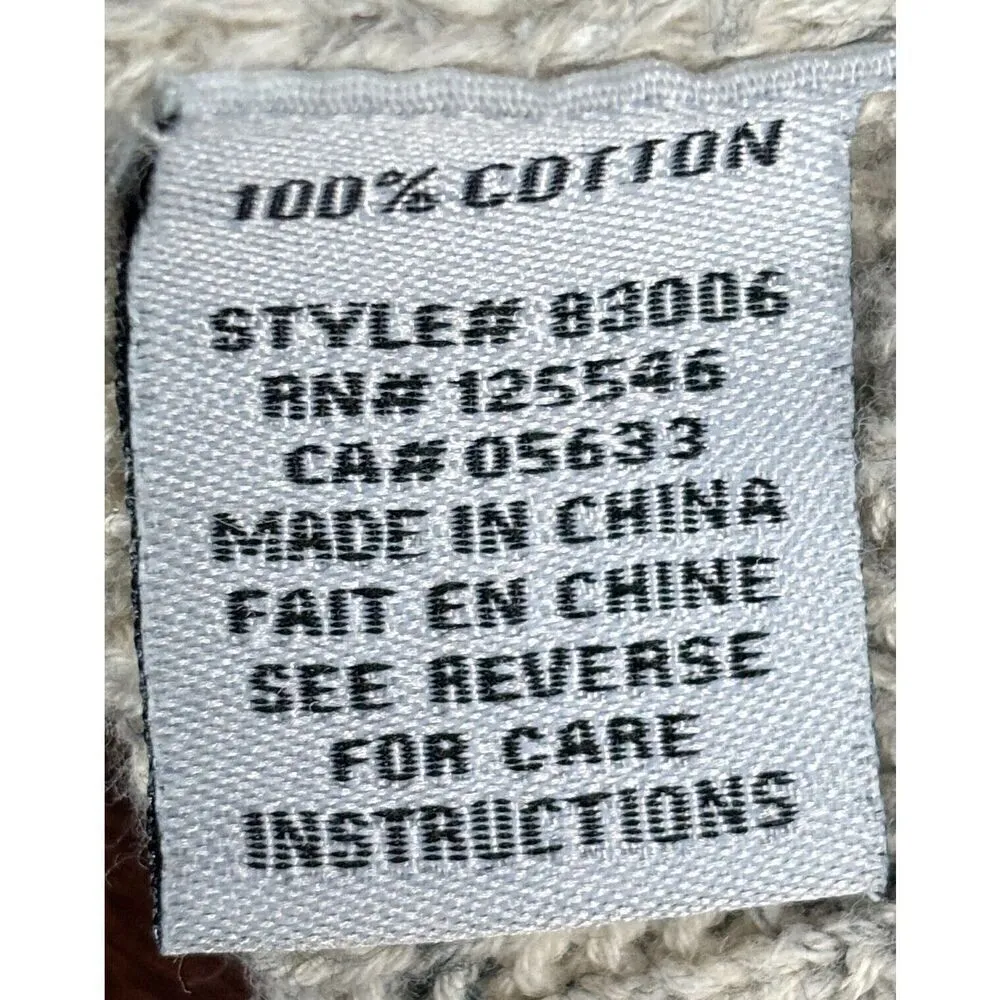 100% COTTON
STYLE# 83006
RN# 125546
CA# 05633
MADE IN CHINA
FAIT EN CHINE
SEE REVERSE
FOR CARE
INSTRUCTIONS